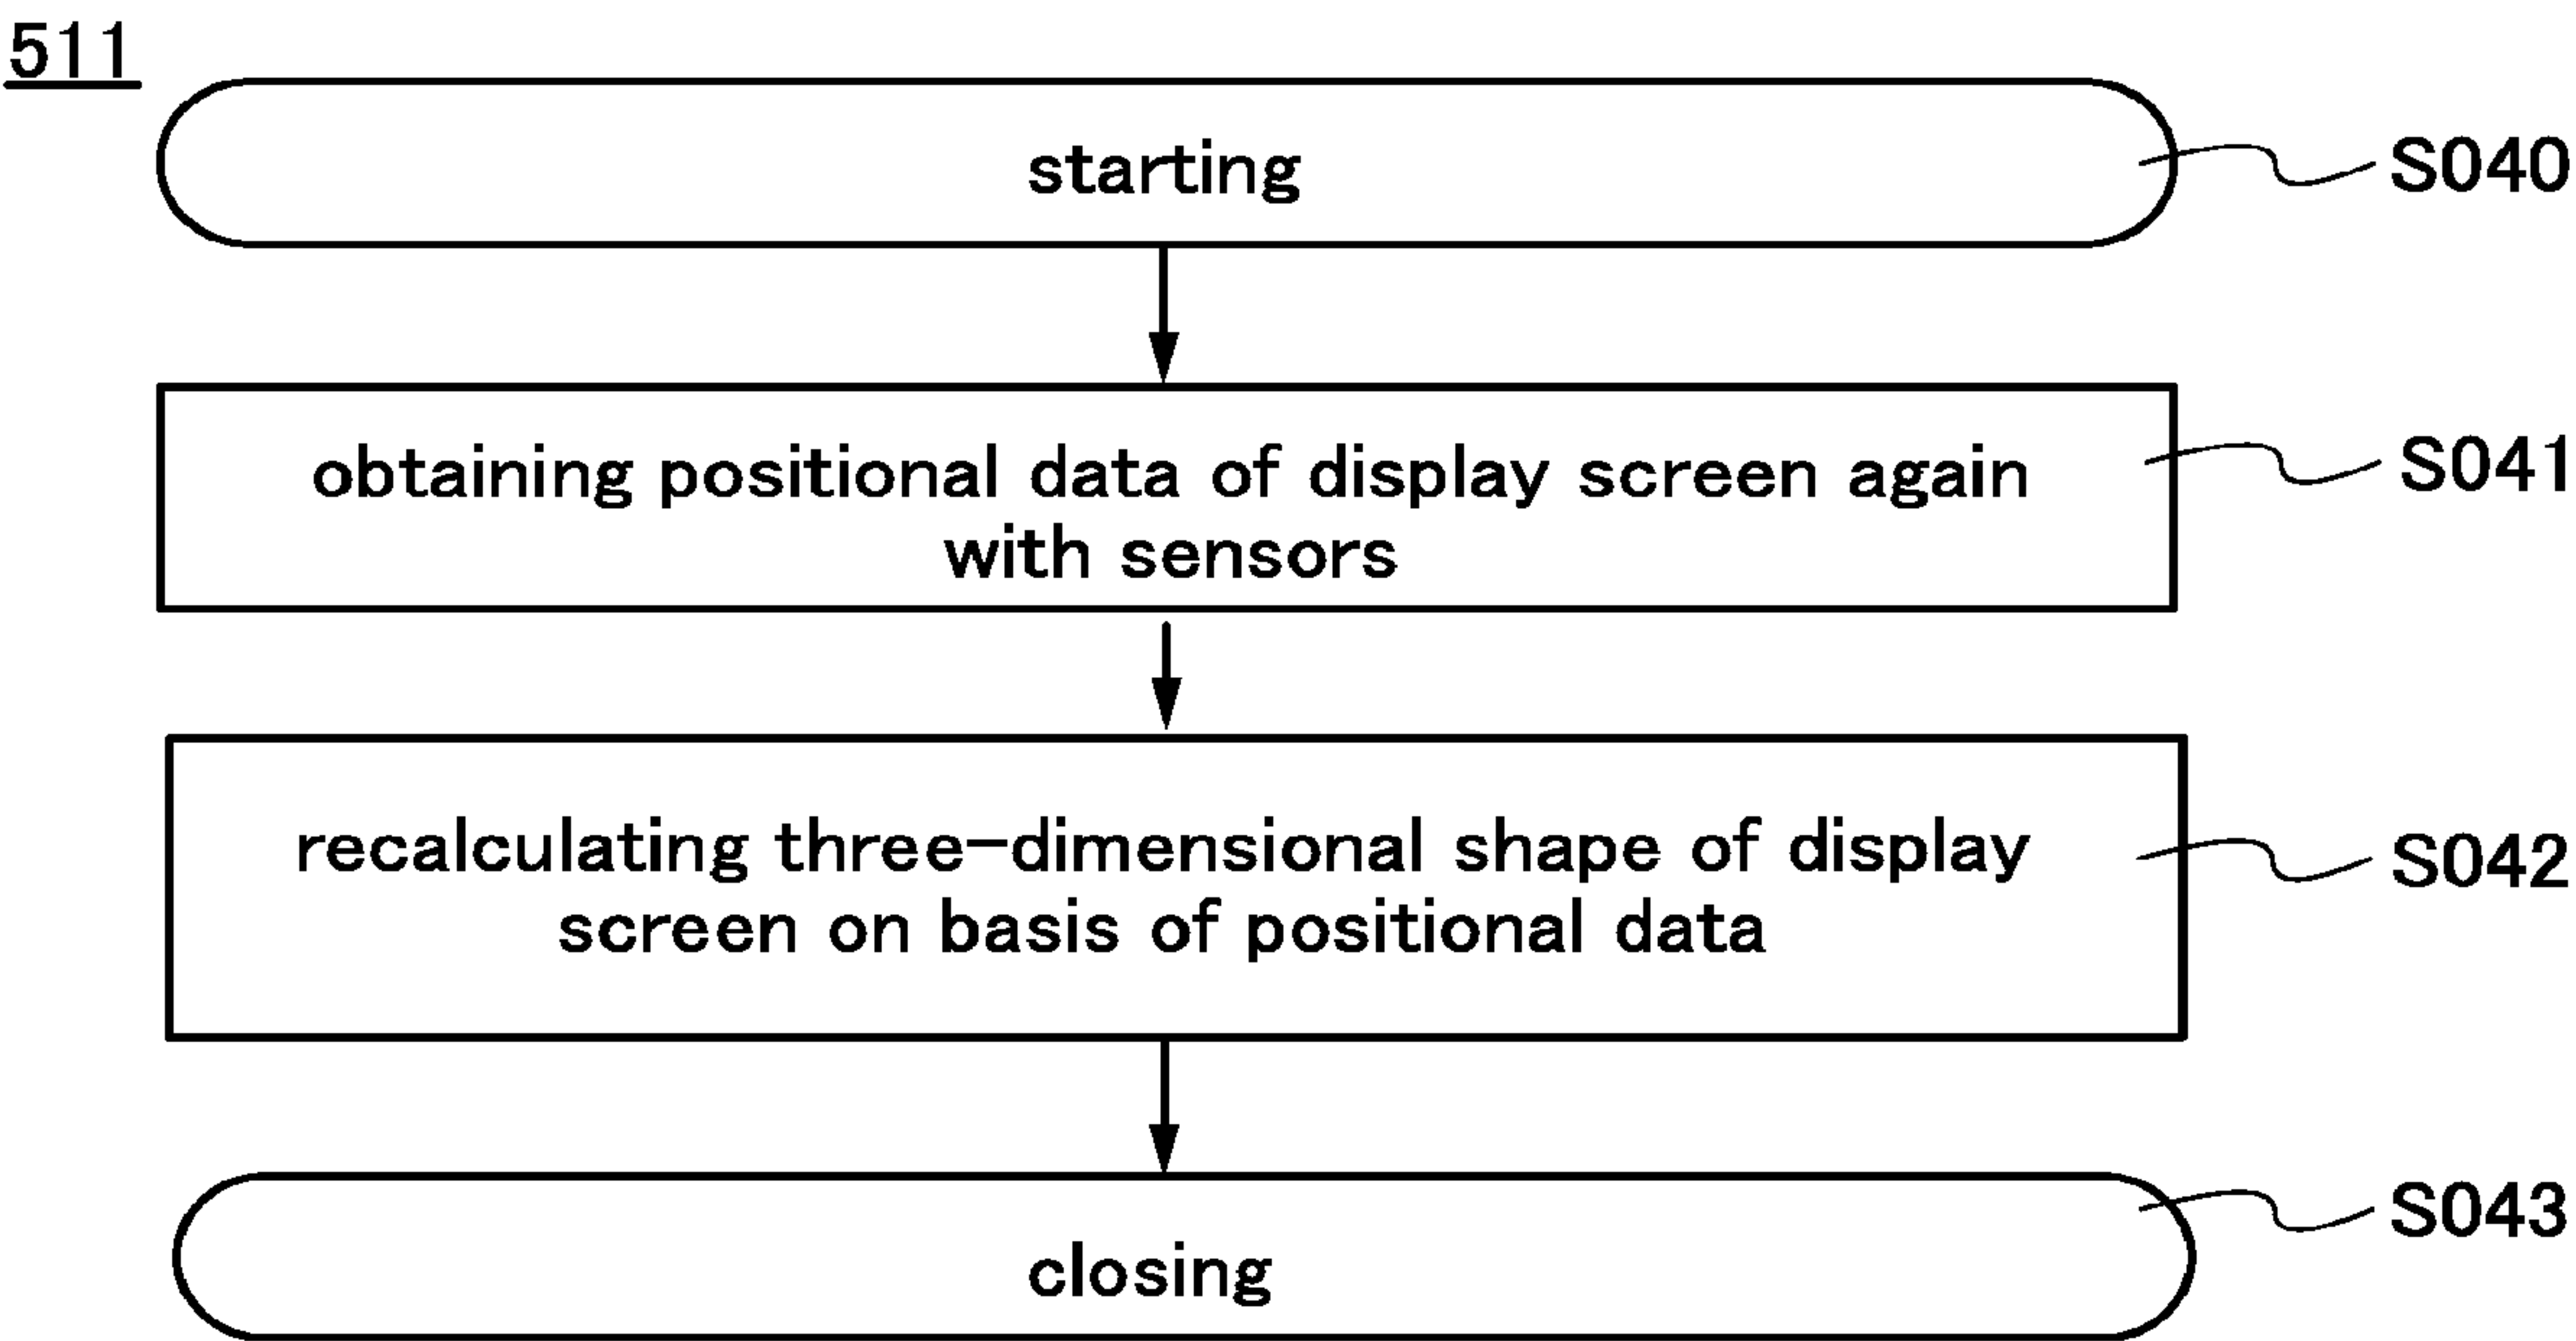 511
starting
S040
obtaining positional data of display screen again
with sensors
S041
recalculating three-dimensional shape of display
screen on basis of positional data
S042
closing
S043